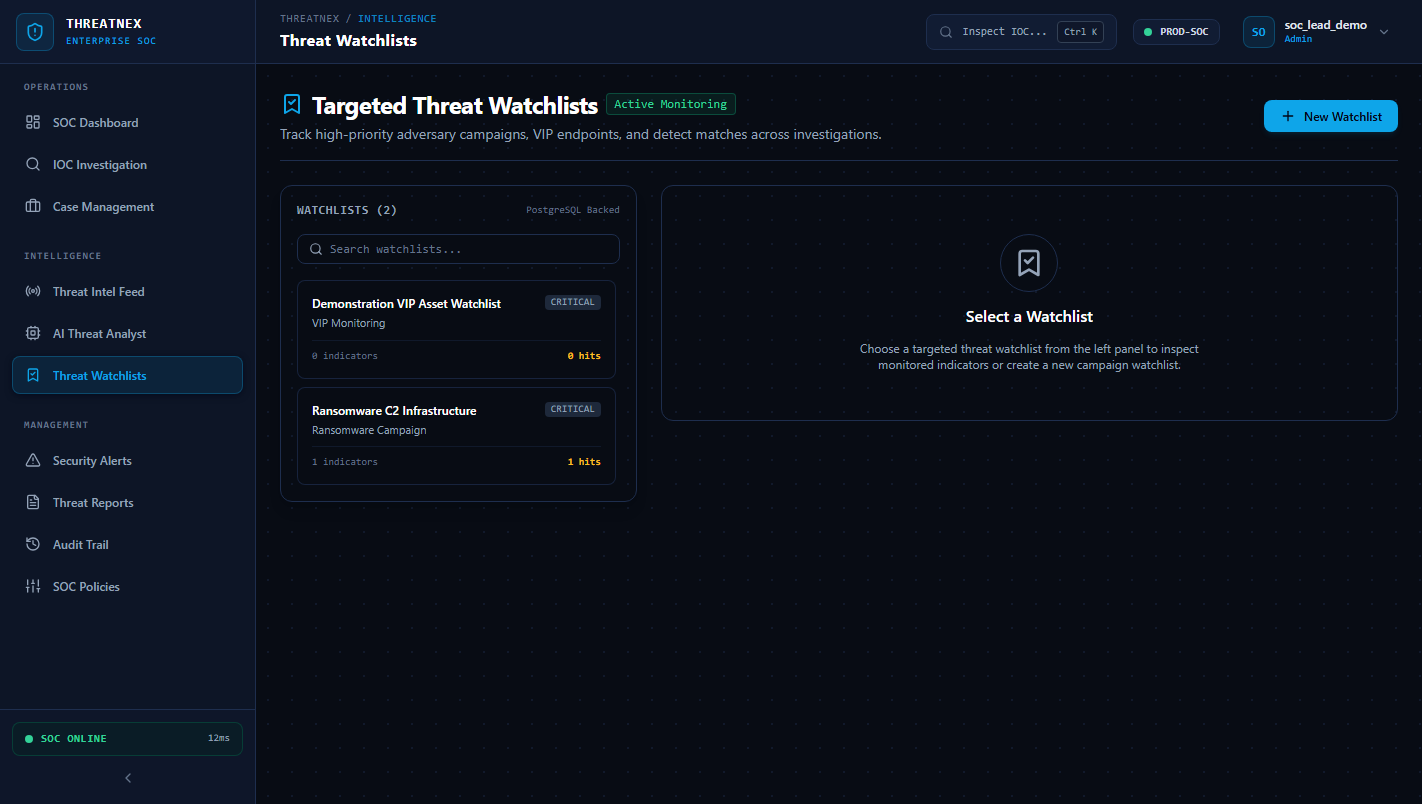 THREATNEX
ENTERPRISE SOC
OPERATIONS
SOC Dashboard
IOC Investigation
Case Management
INTELLIGENCE
Threat Intel Feed
AI Threat Analyst
Threat Watchlists
MANAGEMENT
Security Alerts
Threat Reports
Audit Trail
SOC Policies
SOC ONLINE 12ms
THREATNEX / INTELLIGENCE
Threat Watchlists
Inspect IOC... Ctrl K
PROD-SOC
SO
soc_lead_demo
Admin
Targeted Threat Watchlists Active Monitoring
Track high-priority adversary campaigns, VIP endpoints, and detect matches across investigations.
New Watchlist
WATCHLISTS (2) PostgreSQL Backed
Search watchlists...
Demonstration VIP Asset Watchlist CRITICAL
VIP Monitoring
0 indicators 0 hits
Ransomware C2 Infrastructure CRITICAL
Ransomware Campaign
1 indicators 1 hits
Select a Watchlist
Choose a targeted threat watchlist from the left panel to inspect
monitored indicators or create a new campaign watchlist.